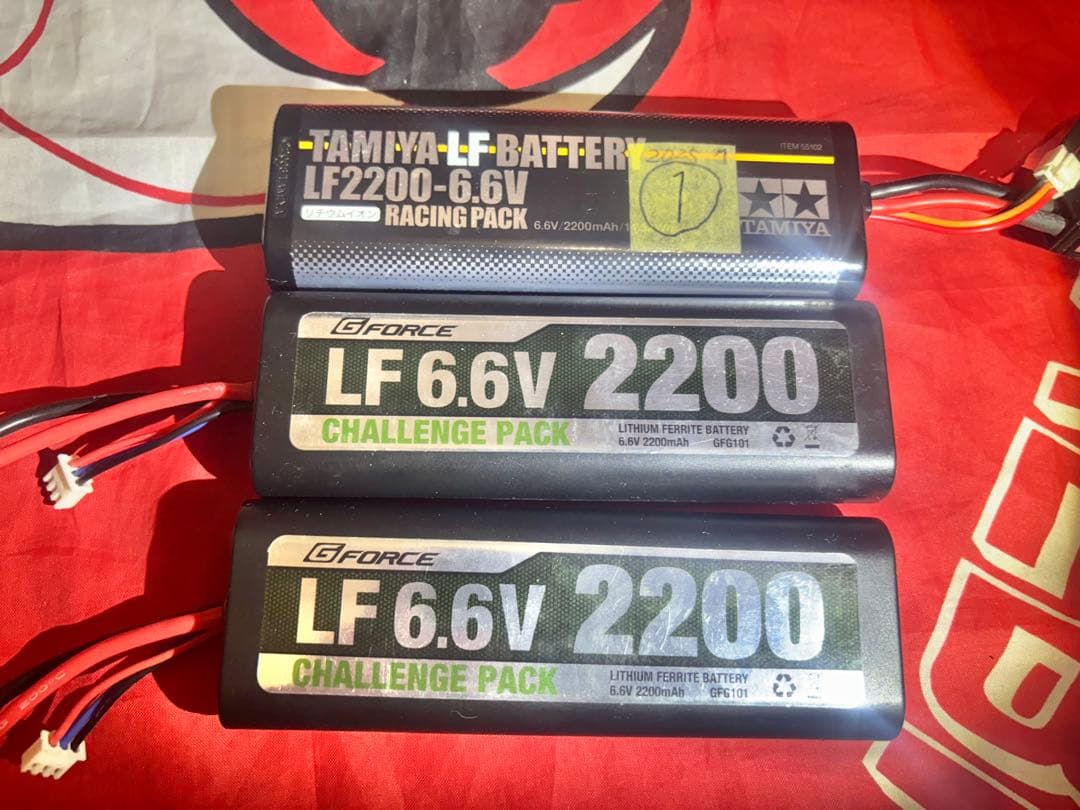 TAMIYA LF BATTERY
ITEM 55102
LF2200-6.6V
リチウムイオン RACING PACK
6.6V/2200mAh/1
①
TAMIYA
G FORCE
LF 6.6V 2200
CHALLENGE PACK
LITHIUM FERRITE BATTERY
6.6V 2200mAh GFG101
G FORCE
LF 6.6V 2200
CHALLENGE PACK
LITHIUM FERRITE BATTERY
6.6V 2200mAh GFG101